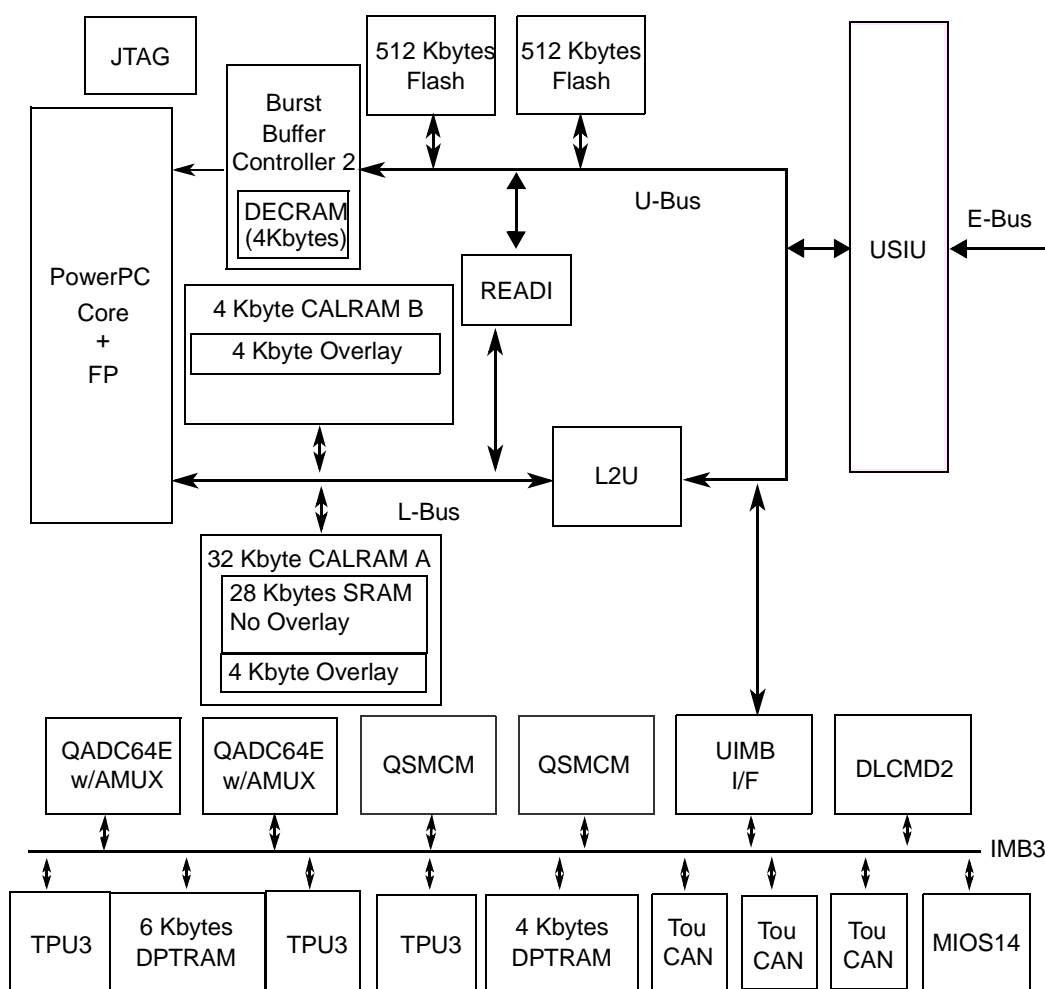 JTAG
512 Kbytes
Flash
512 Kbytes
Flash
Burst
Buffer
Controller 2
DECRAM
(4Kbytes)
U-Bus
E-Bus
USIU
PowerPC
Core
+
FP
READI
4 Kbyte CALRAM B
4 Kbyte Overlay
L2U
L-Bus
32 Kbyte CALRAM A
28 Kbytes SRAM
No Overlay
4 Kbyte Overlay
QADC64E
w/AMUX
QADC64E
w/AMUX
QSMCM
QSMCM
UIMB
I/F
DLCMD2
IMB3
TPU3
6 Kbytes
DPTRAM
TPU3
TPU3
4 Kbytes
DPTRAM
Tou
CAN
Tou
CAN
Tou
CAN
MIOS14